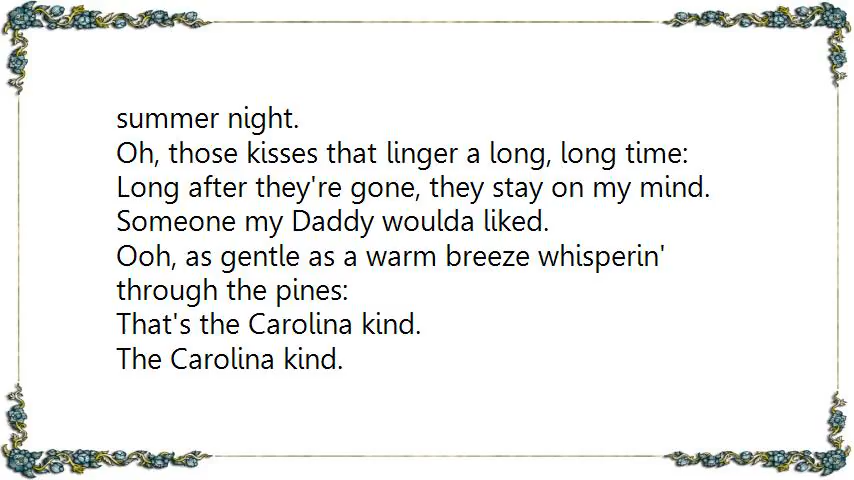 summer night.
Oh, those kisses that linger a long, long time:
Long after they're gone, they stay on my mind.
Someone my Daddy woulda liked.
Ooh, as gentle as a warm breeze whisperin'
through the pines:
That's the Carolina kind.
The Carolina kind.